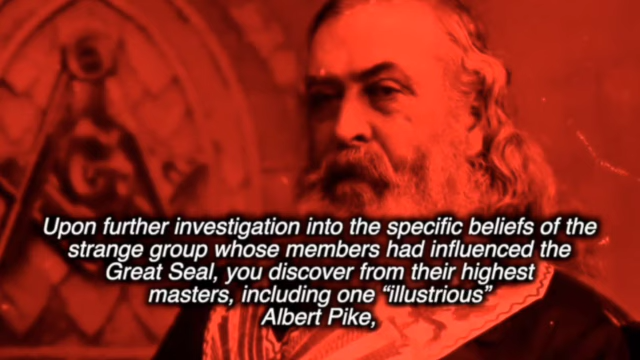 Upon further investigation into the specific beliefs of the
strange group whose members had influenced the
Great Seal, you discover from their highest
masters, including one “illustrious”
Albert Pike,